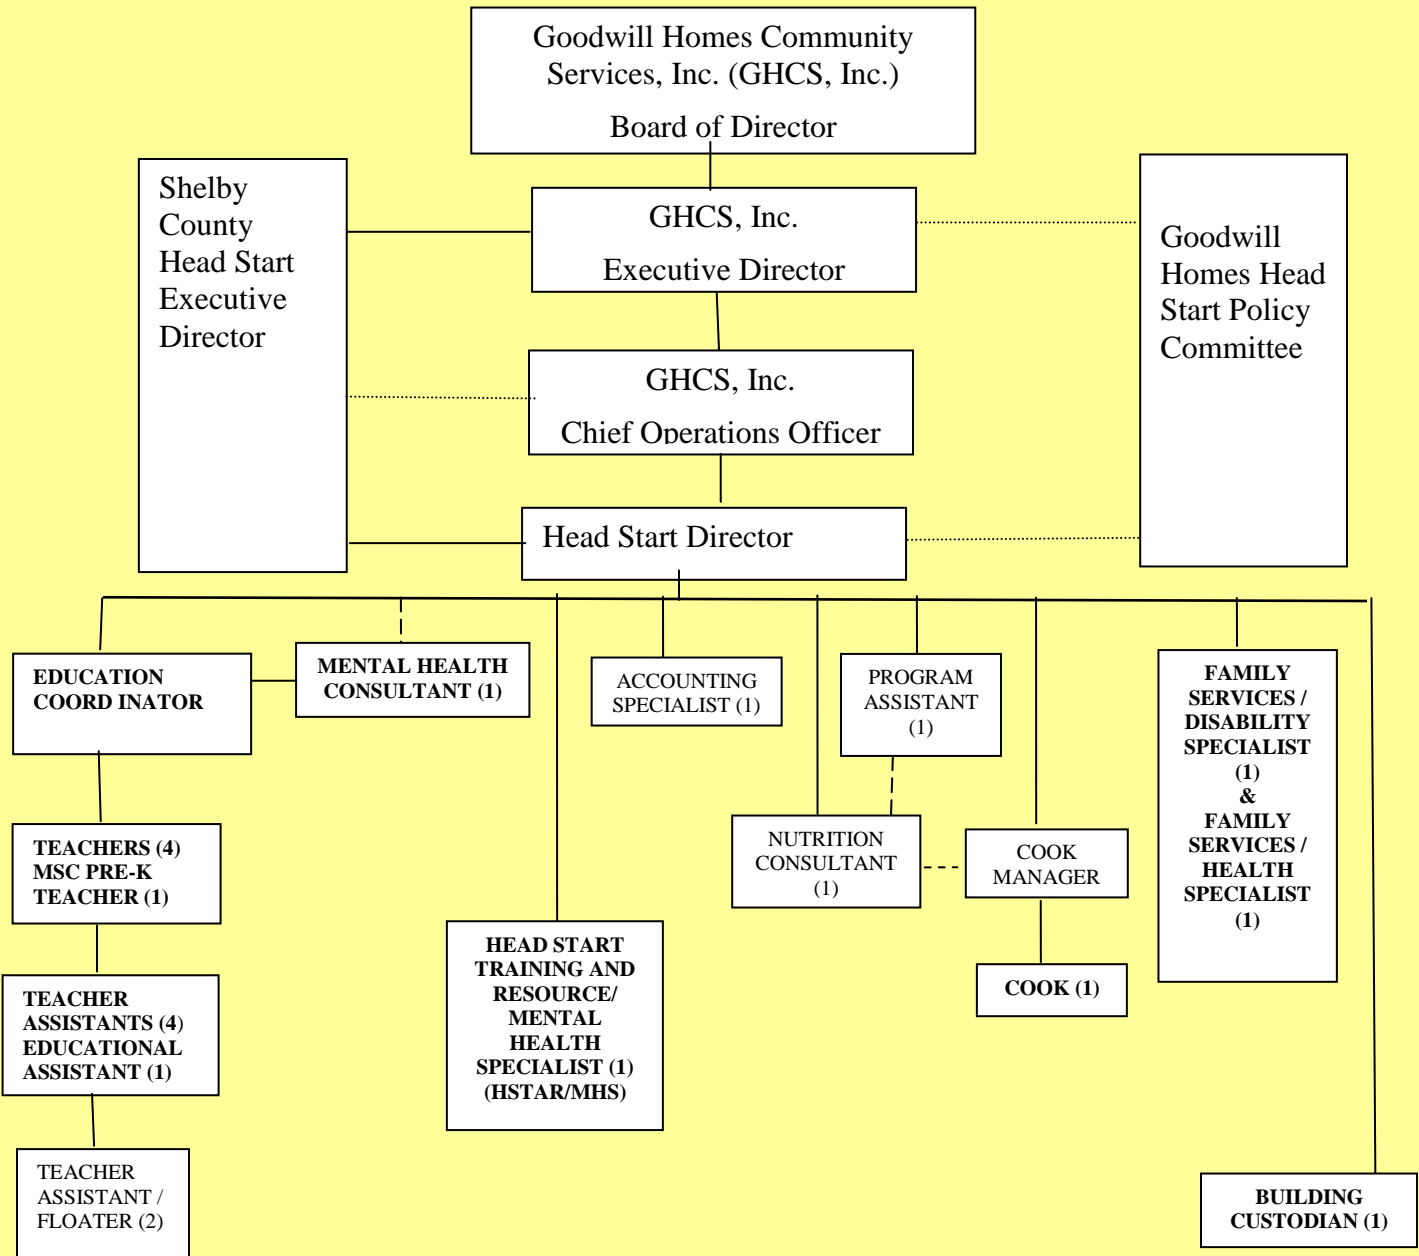 Goodwill Homes Community
Services, Inc. (GHCS, Inc.)
Board of Director
Shelby
County
Head Start
Executive
Director
GHCS, Inc.
Executive Director
Goodwill
Homes Head
Start Policy
Committee
GHCS, Inc.
Chief Operations Officer
Head Start Director
EDUCATION
COORD INATOR
MENTAL HEALTH
CONSULTANT (1)
ACCOUNTING
SPECIALIST (1)
PROGRAM
ASSISTANT
(1)
FAMILY
SERVICES /
DISABILITY
SPECIALIST
(1)
&
FAMILY
SERVICES /
HEALTH
SPECIALIST
(1)
TEACHERS (4)
MSC PRE-K
TEACHER (1)
NUTRITION
CONSULTANT
(1)
COOK
MANAGER
HEAD START
TRAINING AND
RESOURCE/
MENTAL
HEALTH
SPECIALIST (1)
(HSTAR/MHS)
COOK (1)
TEACHER
ASSISTANTS (4)
EDUCATIONAL
ASSISTANT (1)
TEACHER
ASSISTANT /
FLOATER (2)
BUILDING
CUSTODIAN (1)